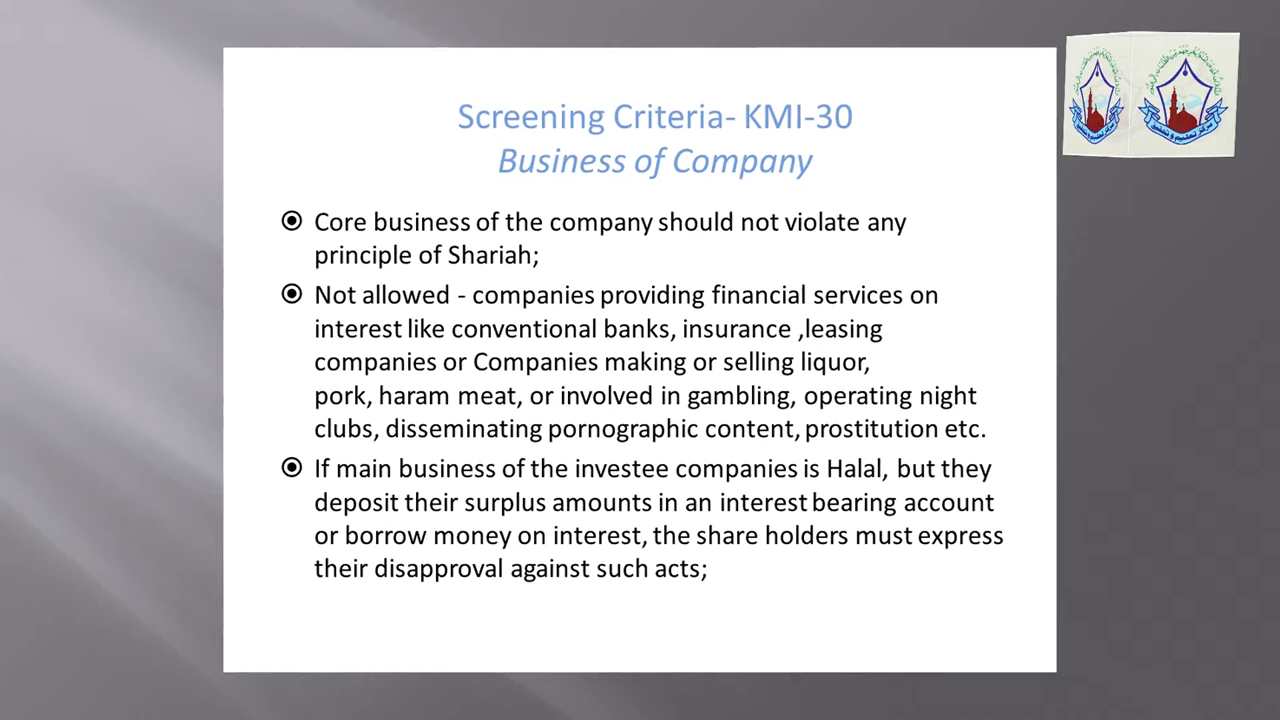 Screening Criteria- KMI-30
Business of Company
Core business of the company should not violate any
principle of Shariah;
Not allowed - companies providing financial services on
interest like conventional banks, insurance ,leasing
companies or Companies making or selling liquor,
pork, haram meat, or involved in gambling, operating night
clubs, disseminating pornographic content, prostitution etc.
If main business of the investee companies is Halal, but they
deposit their surplus amounts in an interest bearing account
or borrow money on interest, the share holders must express
their disapproval against such acts;